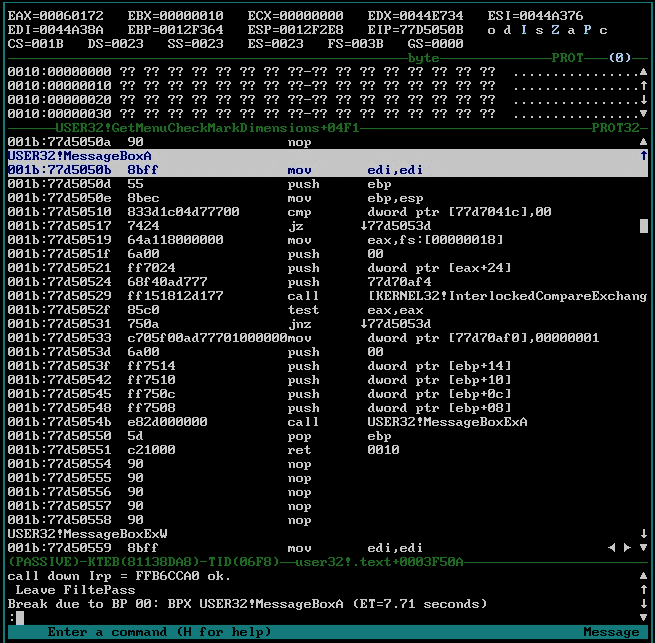 EAX=00060172 EBX=00000010 ECX=00000000 EDX=0044E734 ESI=0044A376
EDI=0044A38A EBP=0012F364 ESP=0012F2E8 EIP=77D5050B o d I s Z a P c
CS=001B DS=0023 SS=0023 ES=0023 FS=003B GS=0000
byte PROT (0)
0010:00000000 ?? ?? ?? ?? ?? ?? ?? ??-?? ?? ?? ?? ?? ?? ?? ?? ................
0010:00000010 ?? ?? ?? ?? ?? ?? ?? ??-?? ?? ?? ?? ?? ?? ?? ?? ................
0010:00000020 ?? ?? ?? ?? ?? ?? ?? ??-?? ?? ?? ?? ?? ?? ?? ?? ................
0010:00000030 ?? ?? ?? ?? ?? ?? ?? ??-?? ?? ?? ?? ?? ?? ?? ?? ................
USER32!GetMenuCheckMarkDimensions+04F1 PROT32
001b:77d5050a 90 nop
USER32!MessageBoxA
001b:77d5050b 8bff mov edi,edi
001b:77d5050d 55 push ebp
001b:77d5050e 8bec mov ebp,esp
001b:77d50510 833d1c04d77700 cmp dword ptr [77d7041c],00
001b:77d50517 7424 jz ↓77d5053d
001b:77d50519 64a118000000 mov eax,fs:[00000018]
001b:77d5051f 6a00 push 00
001b:77d50521 ff7024 push dword ptr [eax+24]
001b:77d50524 68f40ad777 push 77d70af4
001b:77d50529 ff151812d177 call [KERNEL32!InterlockedCompareExchang
001b:77d5052f 85c0 test eax,eax
001b:77d50531 750a jnz ↓77d5053d
001b:77d50533 c705f00ad77701000000mov dword ptr [77d70af0],00000001
001b:77d5053d 6a00 push 00
001b:77d5053f ff7514 push dword ptr [ebp+14]
001b:77d50542 ff7510 push dword ptr [ebp+10]
001b:77d50545 ff750c push dword ptr [ebp+0c]
001b:77d50548 ff7508 push dword ptr [ebp+08]
001b:77d5054b e82d000000 call USER32!MessageBoxExA
001b:77d50550 5d pop ebp
001b:77d50551 c21000 ret 0010
001b:77d50554 90 nop
001b:77d50555 90 nop
001b:77d50556 90 nop
001b:77d50557 90 nop
001b:77d50558 90 nop
USER32!MessageBoxExW
001b:77d50559 8bff mov edi,edi
(PASSIVE)-KTEB(81138DA8)-TID(06F8)—user32!.text+0003F50A
call down Irp = FFB6CCA0 ok.
Leave FiltePass
Break due to BP 00: BPX USER32!MessageBoxA (ET=7.71 seconds)
:
Enter a command (H for help) Message